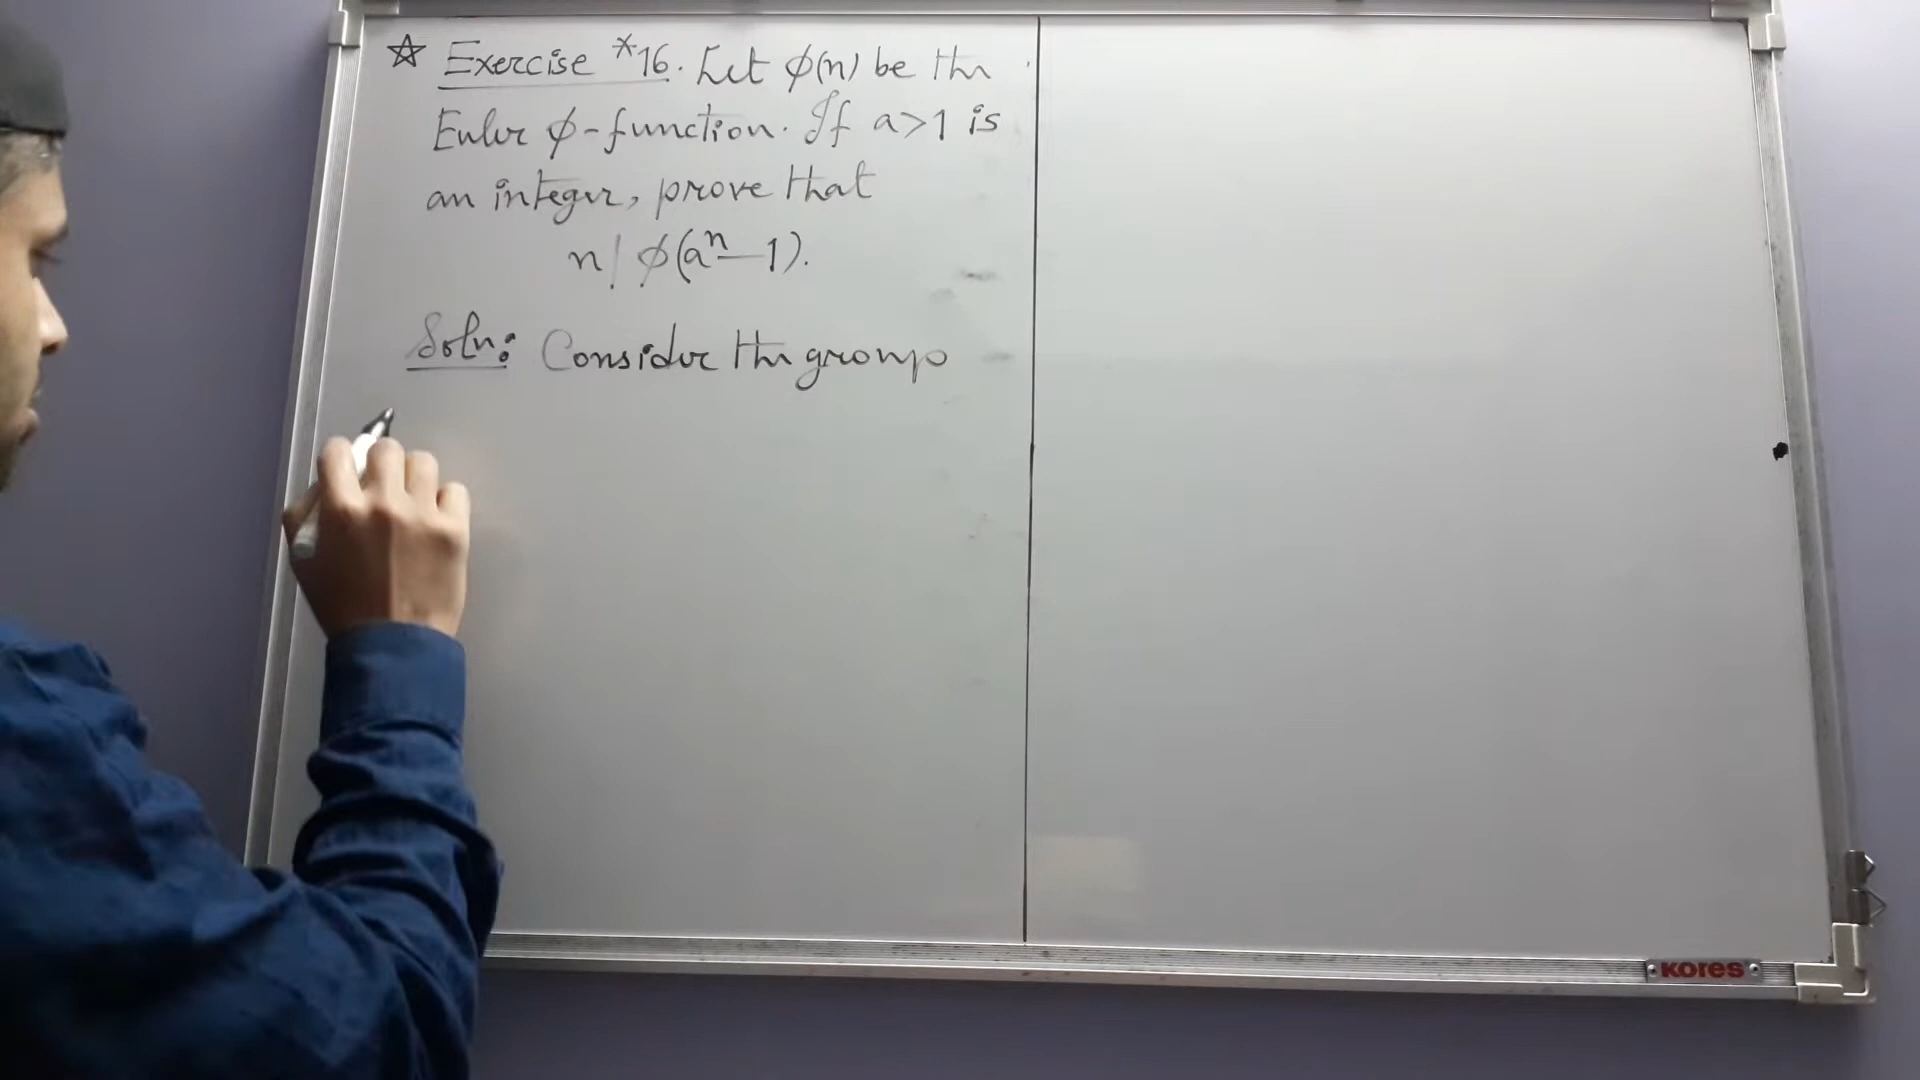 ☆ Exercise *16. Let ϕ(n) be the
Euler ϕ-function. If a>1 is
an integer, prove that
n | ϕ(aⁿ-1).
Soln: Consider the group
KORES